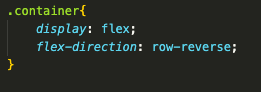 .container{
display: flex;
flex-direction: row-reverse;
}